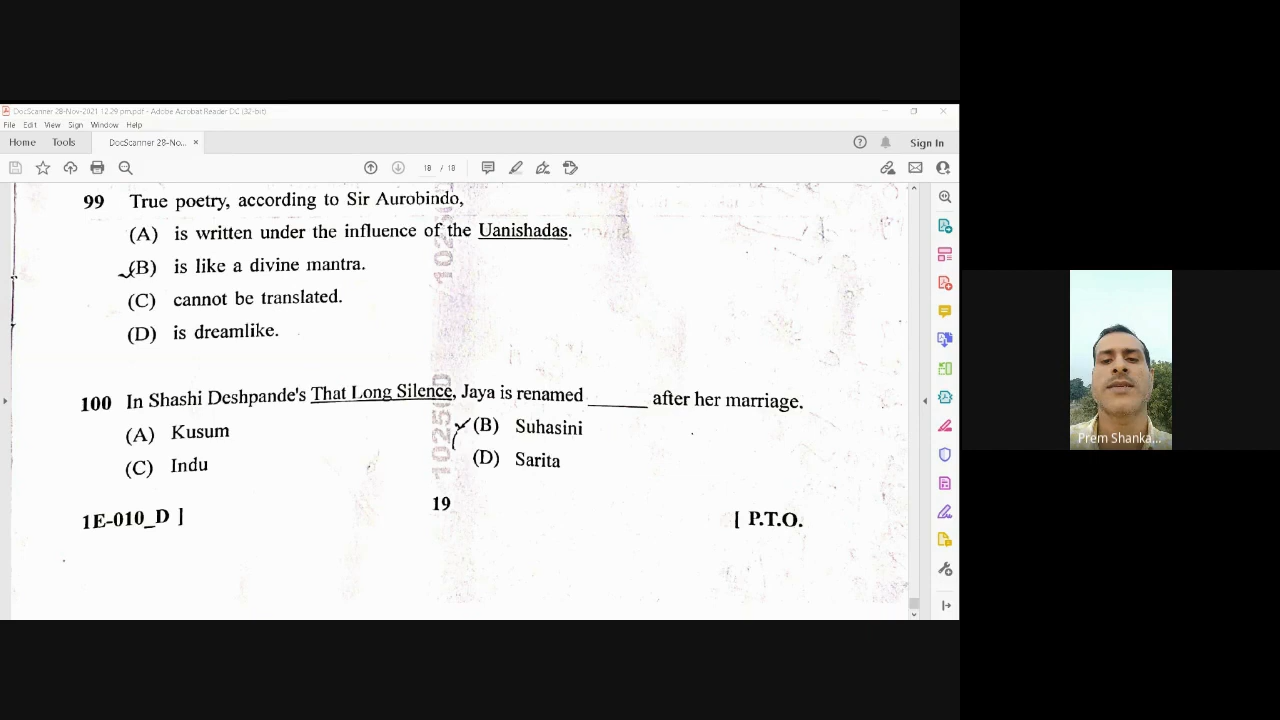 DocScanner 28-Nov-2021 12.29 pm.pdf - Adobe Acrobat Reader DC (32-bit)
File Edit View Sign Window Help
Home Tools DocScanner 28-No... × Sign In
18 / 18
99 True poetry, according to Sir Aurobindo,
(A) is written under the influence of the Uanishadas.
(B) is like a divine mantra.
(C) cannot be translated.
(D) is dreamlike.
100 In Shashi Deshpande's That Long Silence, Jaya is renamed ______ after her marriage.
(A) Kusum (B) Suhasini
(C) Indu (D) Sarita
19
1E-010_D ] [ P.T.O.
Prem Shanka...